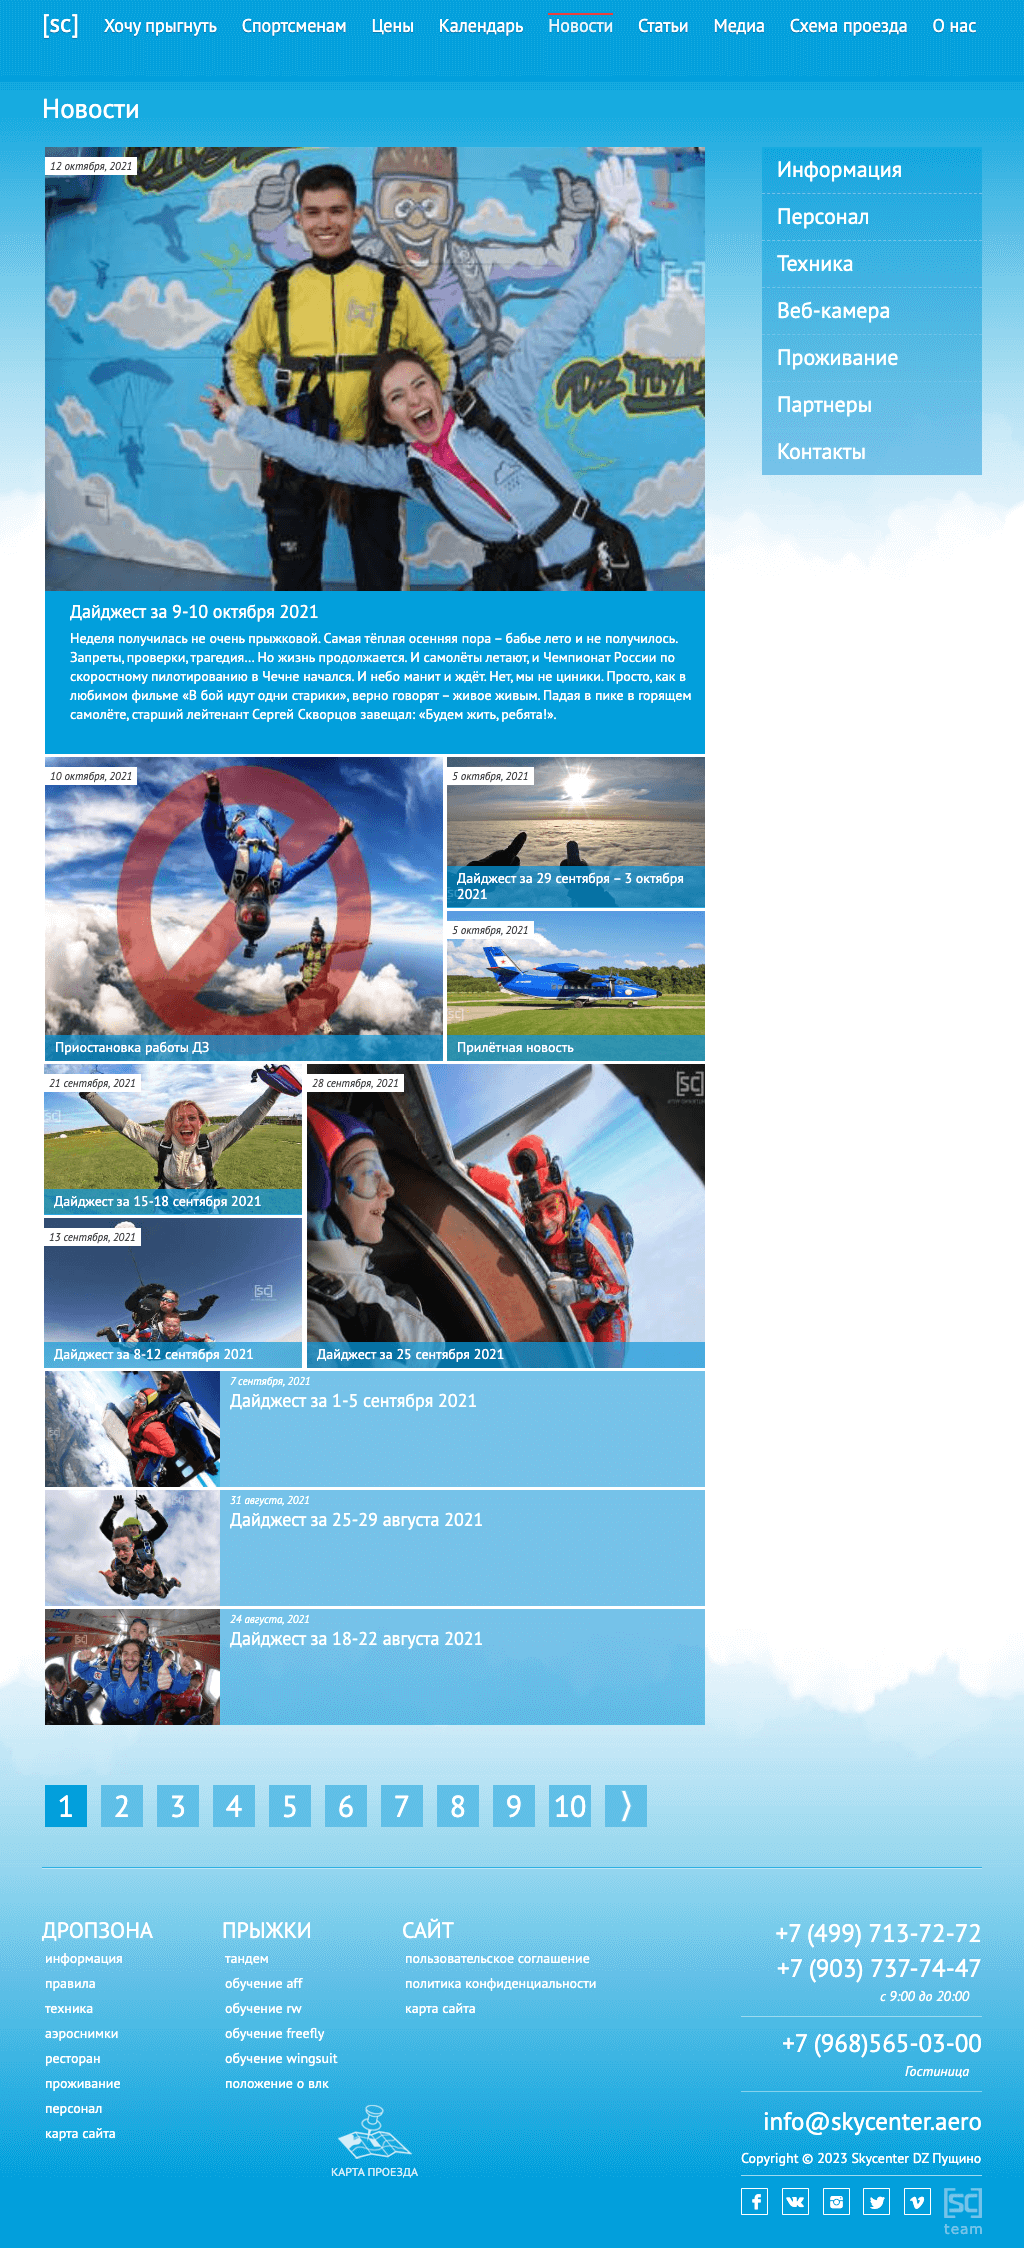 [sc] Хочу прыгнуть Спортсменам Цены Календарь Новости Статьи Медиа Схема проезда О нас
Новости
12 октября, 2021
[sc]
[sc]
Дайджест за 9-10 октября 2021
Неделя получилась не очень прыжковой. Самая тёплая осенняя пора – бабье лето и не получилось.
Запреты, проверки, трагедия... Но жизнь продолжается. И самолёты летают, и Чемпионат России по
скоростному пилотированию в Чечне начался. И небо манит и ждёт. Нет, мы не циники. Просто, как в
любимом фильме «В бой идут одни старики», верно говорят – живое живым. Падая в пике в горящем
самолёте, старший лейтенант Сергей Скворцов завещал: «Будем жить, ребята!».
Информация
Персонал
Техника
Веб-камера
Проживание
Партнеры
Контакты
10 октября, 2021
Приостановка работы ДЗ
5 октября, 2021
Дайджест за 29 сентября – 3 октября
2021
5 октября, 2021
[sc]
Прилётная новость
21 сентября, 2021
[sc]
Дайджест за 15-18 сентября 2021
13 сентября, 2021
[sc]
Дайджест за 8-12 сентября 2021
28 сентября, 2021
[sc]
Дайджест за 25 сентября 2021
7 сентября, 2021
[sc]
Дайджест за 1-5 сентября 2021
31 августа, 2021
[sc]
Дайджест за 25-29 августа 2021
24 августа, 2021
[sc]
Дайджест за 18-22 августа 2021
1 2 3 4 5 6 7 8 9 10 ⟩
ДРОПЗОНА
информация
правила
техника
аэроснимки
ресторан
проживание
персонал
карта сайта
ПРЫЖКИ
тандем
обучение aff
обучение rw
обучение freefly
обучение wingsuit
положение о влк
САЙТ
пользовательское соглашение
политика конфиденциальности
карта сайта
КАРТА ПРОЕЗДА
+7 (499) 713-72-72
+7 (903) 737-74-47
с 9:00 до 20:00
+7 (968)565-03-00
Гостиница
info@skycenter.aero
Copyright © 2023 Skycenter DZ Пущино
[sc]
team